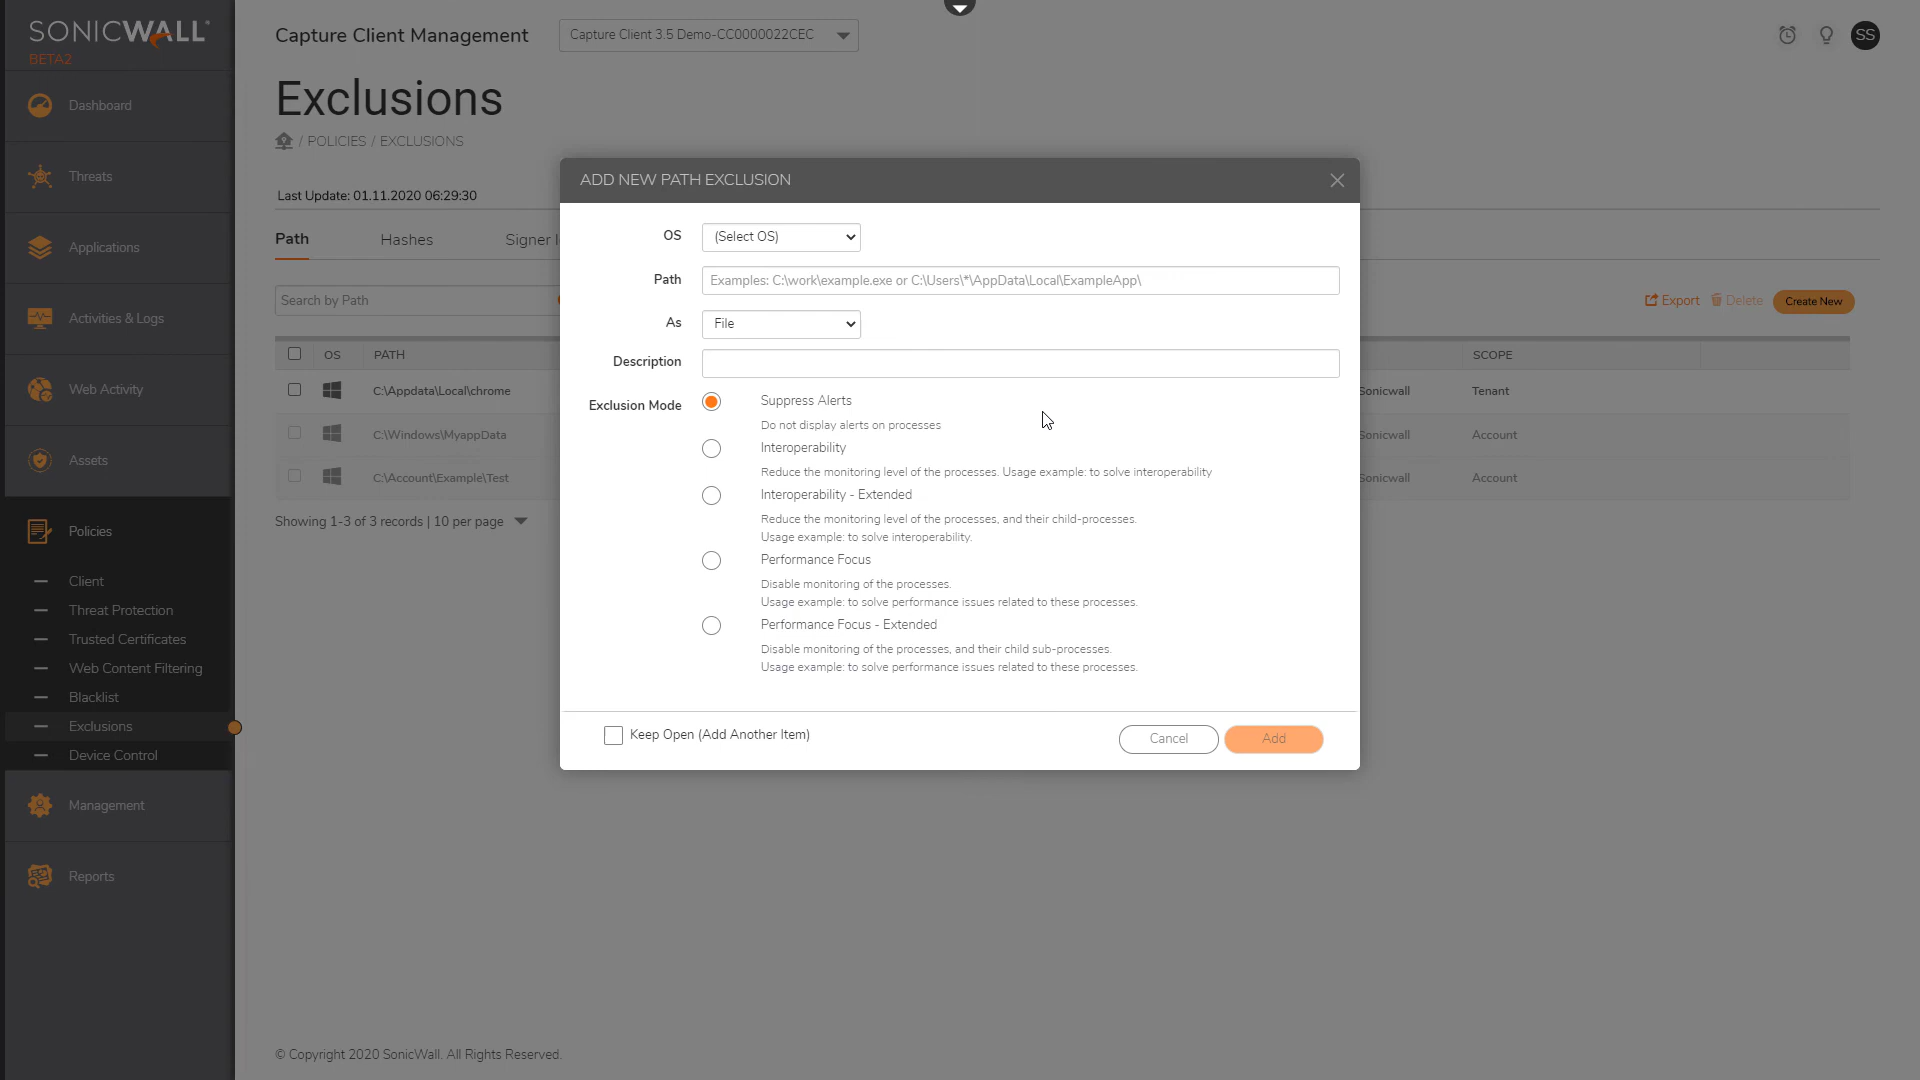 SONICWALL
BETA2
Capture Client Management
Capture Client 3.5 Demo-CC0000022CEC
SS
Exclusions
/ POLICIES / EXCLUSIONS
Last Update: 01.11.2020 06:29:30
Path
Hashes
Signer I
Search by Path
Export
Delete
Create New
OS
PATH
SCOPE
C:\Appdata\Local\chrome
Sonicwall
Tenant
C:\Windows\MyappData
Sonicwall
Account
C:\Account\Example\Test
Sonicwall
Account
Showing 1-3 of 3 records | 10 per page
Dashboard
Threats
Applications
Activities & Logs
Web Activity
Assets
Policies
Client
Threat Protection
Trusted Certificates
Web Content Filtering
Blacklist
Exclusions
Device Control
Management
Reports
ADD NEW PATH EXCLUSION
OS
(Select OS)
Path
Examples: C:\work\example.exe or C:\Users\*\AppData\Local\ExampleApp\
As
File
Description
Exclusion Mode
Suppress Alerts
Do not display alerts on processes
Interoperability
Reduce the monitoring level of the processes. Usage example: to solve interoperability
Interoperability - Extended
Reduce the monitoring level of the processes, and their child-processes.
Usage example: to solve interoperability.
Performance Focus
Disable monitoring of the processes.
Usage example: to solve performance issues related to these processes.
Performance Focus - Extended
Disable monitoring of the processes, and their child sub-processes.
Usage example: to solve performance issues related to these processes.
Keep Open (Add Another Item)
Cancel
Add
© Copyright 2020 SonicWall. All Rights Reserved.